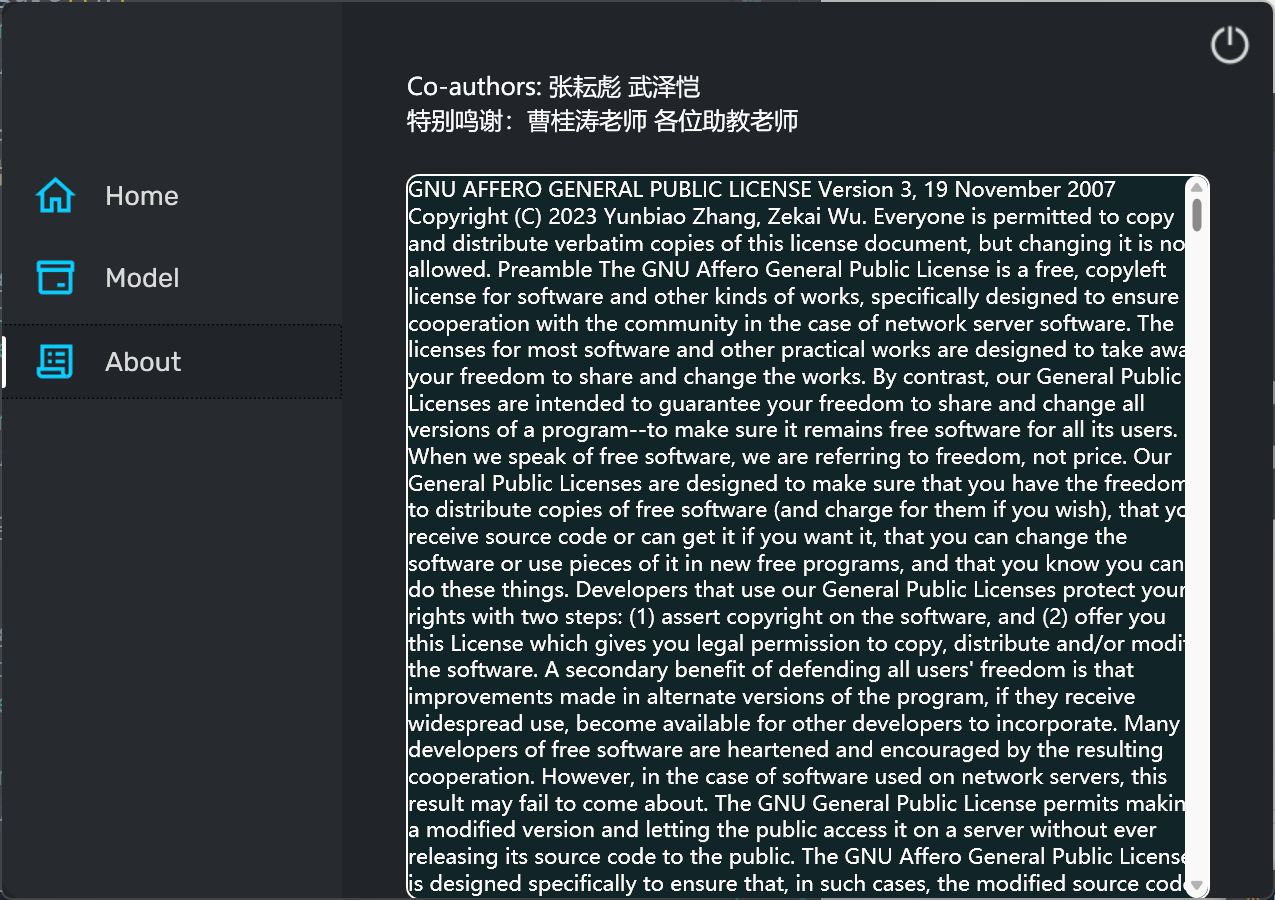 Co-authors: 张耘彪 武泽恺
特别鸣谢：曹桂涛老师 各位助教老师
Home
Model
About
GNU AFFERO GENERAL PUBLIC LICENSE Version 3, 19 November 2007
Copyright (C) 2023 Yunbiao Zhang, Zekai Wu. Everyone is permitted to copy
and distribute verbatim copies of this license document, but changing it is no
allowed. Preamble The GNU Affero General Public License is a free, copyleft
license for software and other kinds of works, specifically designed to ensure
cooperation with the community in the case of network server software. The
licenses for most software and other practical works are designed to take awa
your freedom to share and change the works. By contrast, our General Public
Licenses are intended to guarantee your freedom to share and change all
versions of a program--to make sure it remains free software for all its users.
When we speak of free software, we are referring to freedom, not price. Our
General Public Licenses are designed to make sure that you have the freedom
to distribute copies of free software (and charge for them if you wish), that yo
receive source code or can get it if you want it, that you can change the
software or use pieces of it in new free programs, and that you know you can
do these things. Developers that use our General Public Licenses protect your
rights with two steps: (1) assert copyright on the software, and (2) offer you
this License which gives you legal permission to copy, distribute and/or modif
the software. A secondary benefit of defending all users' freedom is that
improvements made in alternate versions of the program, if they receive
widespread use, become available for other developers to incorporate. Many
developers of free software are heartened and encouraged by the resulting
cooperation. However, in the case of software used on network servers, this
result may fail to come about. The GNU General Public License permits makin
a modified version and letting the public access it on a server without ever
releasing its source code to the public. The GNU Affero General Public License
is designed specifically to ensure that, in such cases, the modified source code